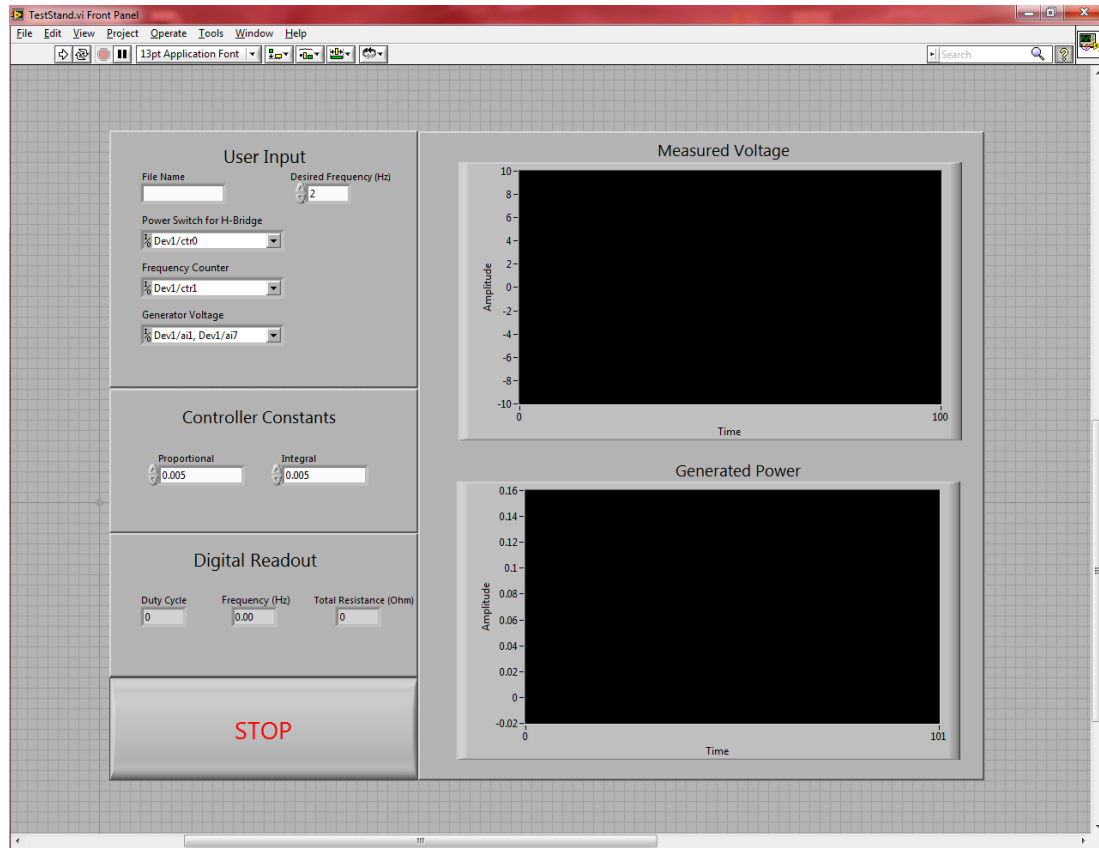 TestStand.vi Front Panel
File Edit View Project Operate Tools Window Help
13pt Application Font
Search
User Input
File Name
Desired Frequency (Hz)
2
Power Switch for H-Bridge
Dev1/ctr0
Frequency Counter
Dev1/ctr1
Generator Voltage
Dev1/ai1, Dev1/ai7
Controller Constants
Proportional
0.005
Integral
0.005
Digital Readout
Duty Cycle
0
Frequency (Hz)
0.00
Total Resistance (Ohm)
0
STOP
Measured Voltage
Amplitude
10
8
6
4
2
0
-2
-4
-6
-8
-10
0
100
Time
Generated Power
Amplitude
0.16
0.14
0.12
0.1
0.08
0.06
0.04
0.02
0
-0.02
0
101
Time